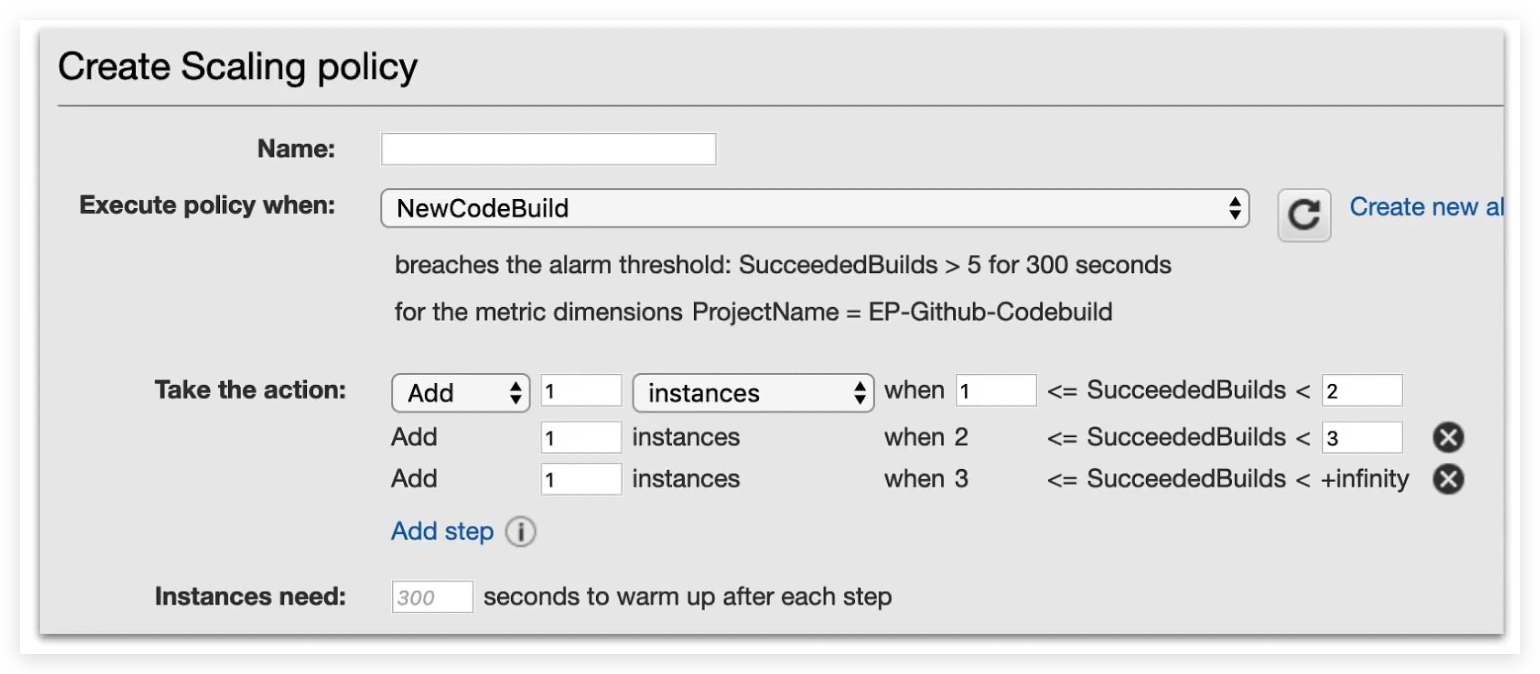 Create Scaling policy
Name:
Execute policy when: NewCodeBuild Create new al
breaches the alarm threshold: SucceededBuilds > 5 for 300 seconds
for the metric dimensions ProjectName = EP-Github-Codebuild
Take the action: Add 1 instances when 1 <= SucceededBuilds < 2
Add 1 instances when 2 <= SucceededBuilds < 3
Add 1 instances when 3 <= SucceededBuilds < +infinity
Add step i
Instances need: 300 seconds to warm up after each step